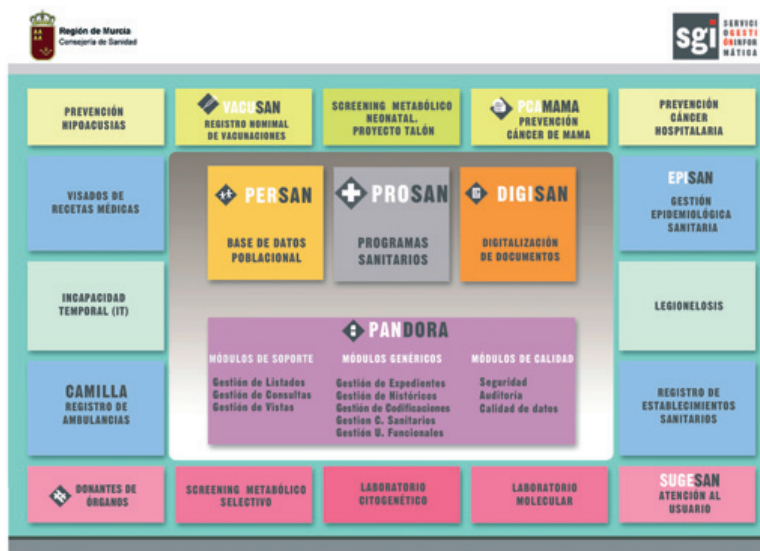 Región de Murcia
Consejería de Sanidad
sgi
SERVICI
OGESTI
ÓNINFOR
MÁTICA
PREVENCIÓN
HIPOACUSIAS
VACUSAN
REGISTRO NOMIMAL
DE VACUNACIONES
SCREENING METABÓLICO
NEONATAL.
PROYECTO TALÓN
PCAMAMA
PREVENCIÓN
CÁNCER DE MAMA
PREVENCIÓN
CÁNCER
HOSPITALARIA
VISADOS DE
RECETAS MÉDICAS
PERSAN
BASE DE DATOS
POBLACIONAL
PROSAN
PROGRAMAS
SANITARIOS
DIGISAN
DIGITALIZACIÓN
DE DOCUMENTOS
EPISAN
GESTIÓN
EPIDEMIOLÓGICA
SANITARIA
INCAPACIDAD
TEMPORAL (IT)
LEGIONELOSIS
PANDORA
MÓDULOS DE SOPORTE
Gestión de Listados
Gestión de Consultas
Gestión de Vistas
MÓDULOS GENÉRICOS
Gestión de Expedientes
Gestión de Históricos
Gestión de Codificaciones
Gestion C. Sanitarios
Gestión U. Funcionales
MÓDULOS DE CALIDAD
Seguridad
Auditoría
Calidad de datos
CAMILLA
REGISTRO DE
AMBULANCIAS
REGISTRO DE
ESTABLECIMIENTOS
SANITARIOS
DONANTES DE
ÓRGANOS
SCREENING METABÓLICO
SELECTIVO
LABORATORIO
CITOGENÉTICO
LABORATORIO
MOLECULAR
SUGESAN
ATENCIÓN AL
USUARIO